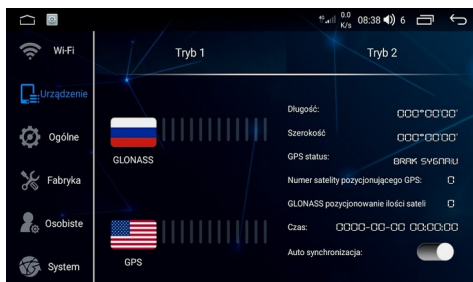 4G 0.0 K/s 08:38 6
Wi-Fi
Urządzenie
Ogólne
Fabryka
Osobiste
System
Tryb 1 Tryb 2
GLONASS
GPS
Długość: 000°00'00'
Szerokość 000°00'00'
GPS status: BRAK SYGNAŁU
Numer satelity pozycjonującego GPS: 0
GLONASS pozycjonowanie ilości sateli 0
Czas: 0000-00-00 00:00:00
Auto synchronizacja: